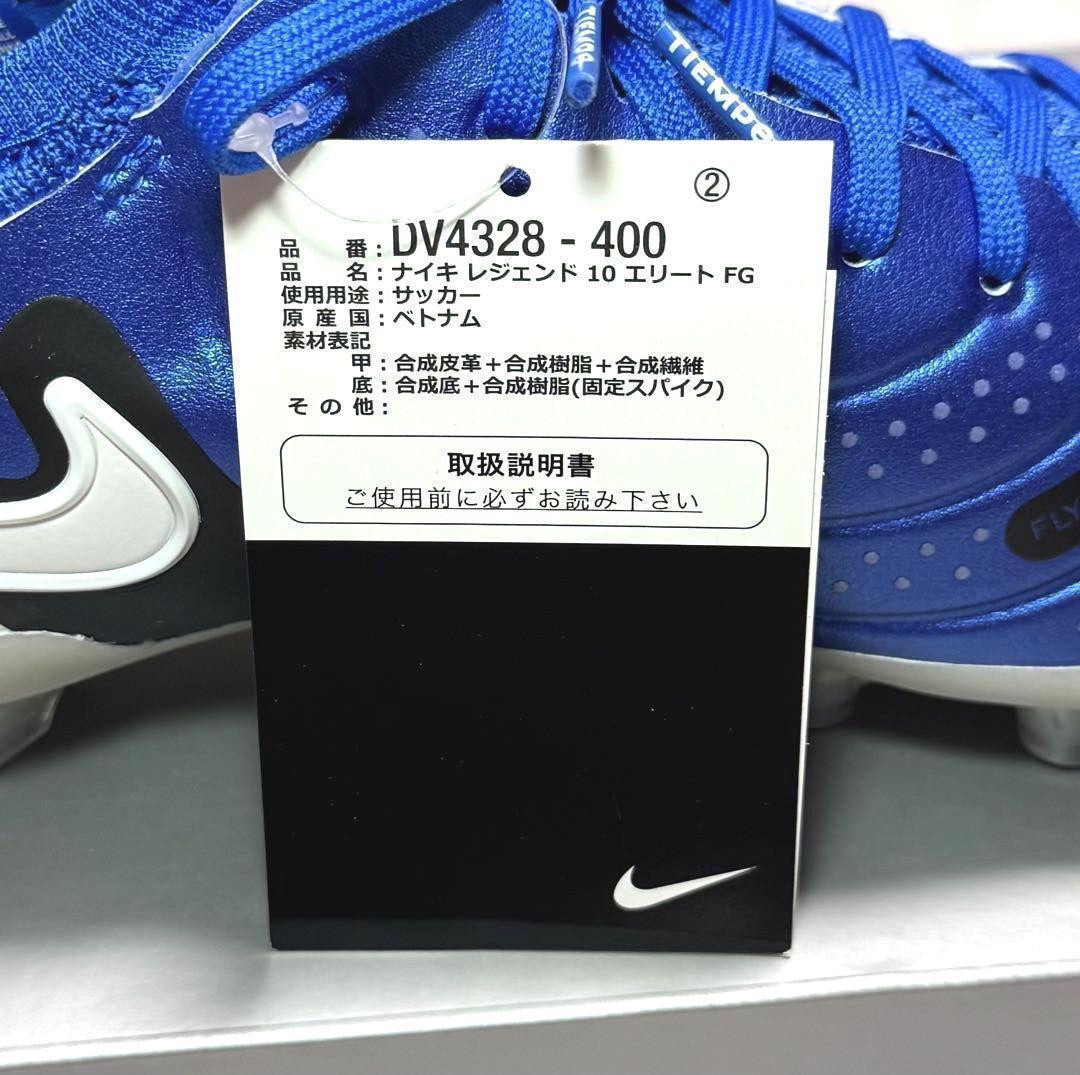 TIEMPO
TIEMPO
②
品番：DV4328 - 400
品名：ナイキ レジェンド 10 エリート FG
使用用途：サッカー
原産国：ベトナム
素材表記
甲：合成皮革＋合成樹脂＋合成繊維
底：合成底＋合成樹脂(固定スパイク)
その他：
取扱説明書
ご使用前に必ずお読み下さい
FLY